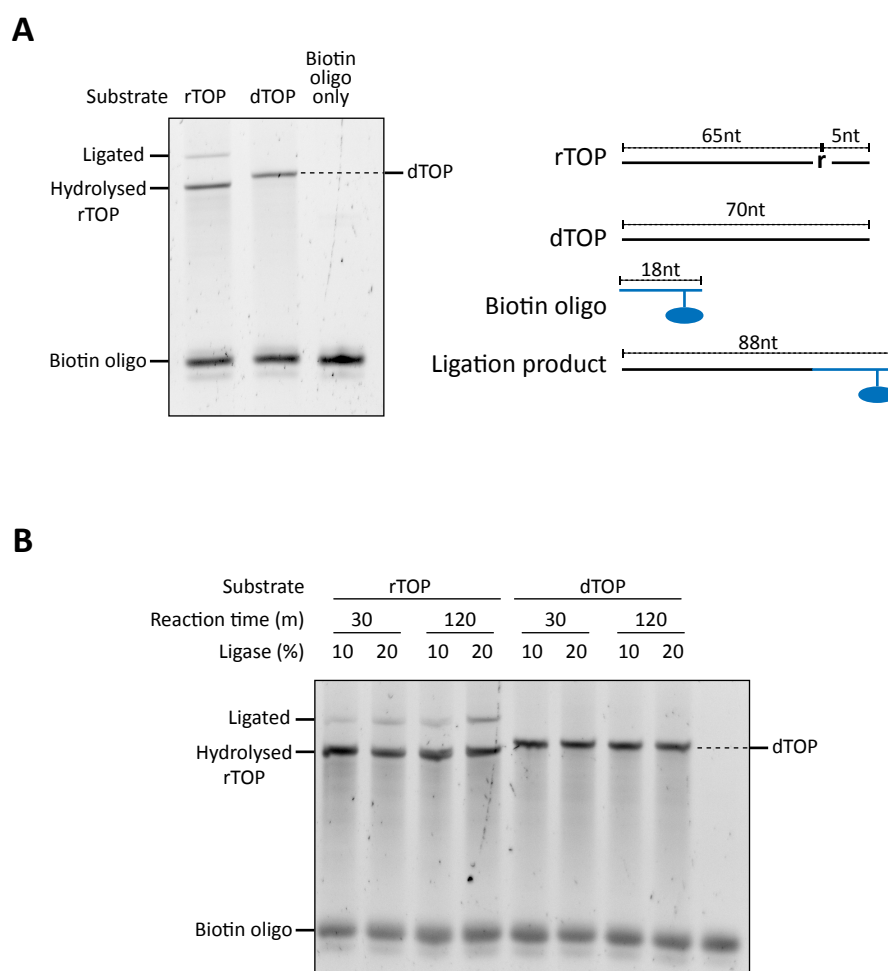 A
Biotin
oligo
only
Substrate rTOP dTOP
Ligated
Hydrolysed
rTOP
dTOP
Biotin oligo
65nt 5nt
rTOP
r
70nt
dTOP
18nt
Biotin oligo
88nt
Ligation product
B
Substrate rTOP dTOP
Reaction time (m) 30 120 30 120
Ligase (%) 10 20 10 20 10 20 10 20
Ligated
Hydrolysed
rTOP
dTOP
Biotin oligo